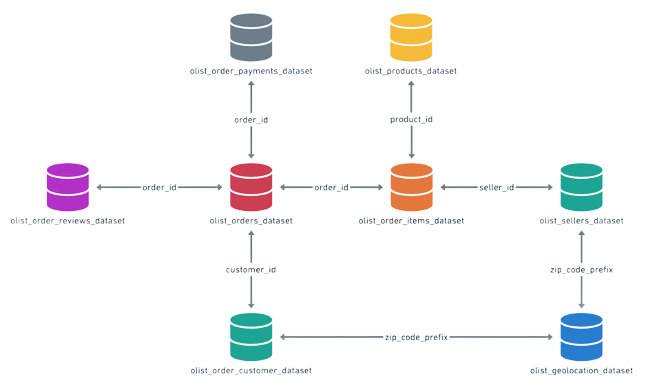 olist_order_payments_dataset
olist_products_dataset
order_id
product_id
order_id
order_id
seller_id
olist_order_reviews_dataset
olist_orders_dataset
olist_order_items_dataset
olist_sellers_dataset
customer_id
zip_code_prefix
zip_code_prefix
olist_order_customer_dataset
olist_geolocation_dataset